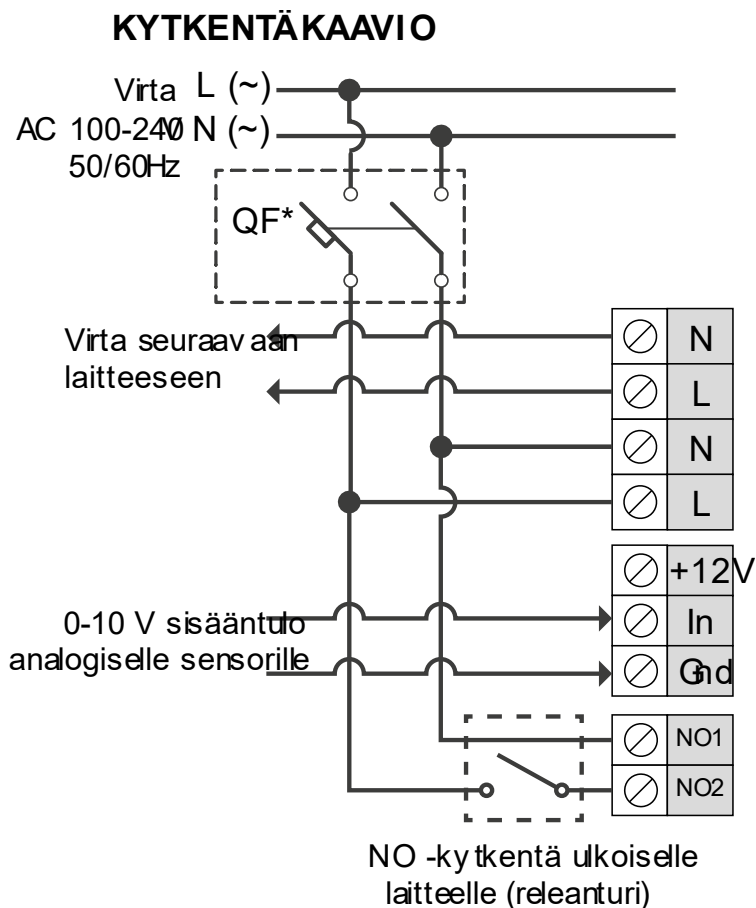 KYTKENTÄKAAVIO
Virta L (~)
AC 100-240V N (~)
50/60Hz
QF*
Virta seuraavaan
laitteeseen
N
L
N
L
+12V
0-10 V sisääntulo
analogiselle sensorille
In
Gnd
NO1
NO2
NO -kytkentä ulkoiselle
laitteelle (releanturi)